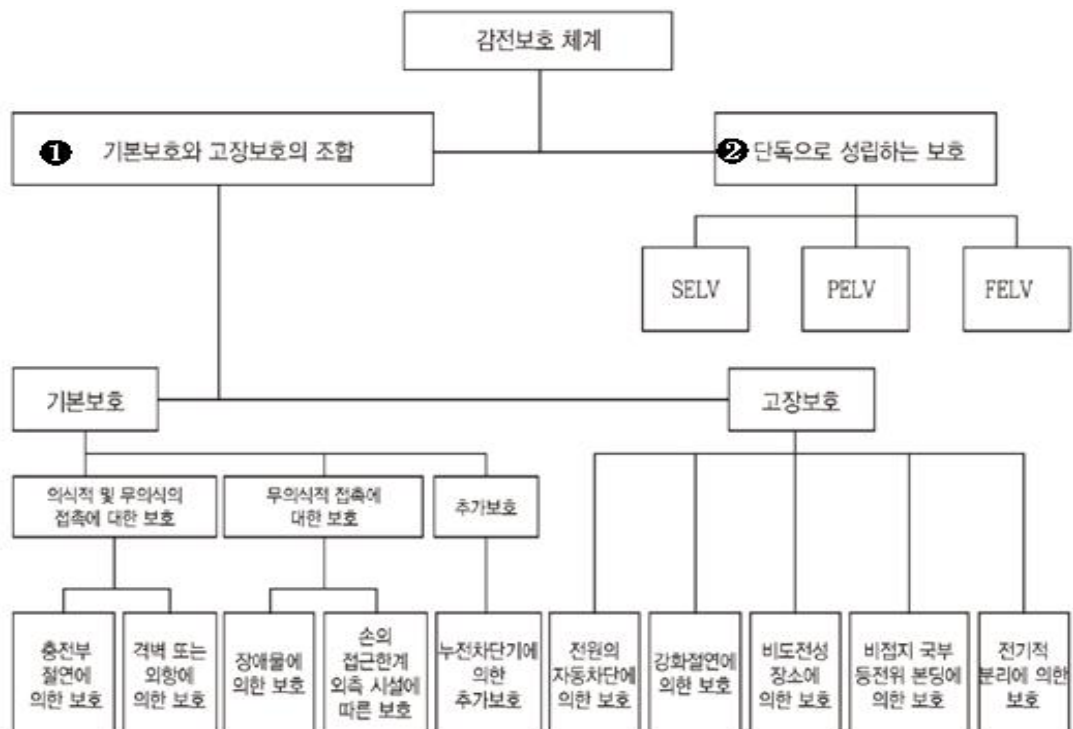 감전보호 체계
❶ 기본보호와 고장보호의 조합
❷ 단독으로 성립하는 보호
SELV
PELV
FELV
기본보호
고장보호
의식적 및 무의식의
접촉에 대한 보호
무의식적 접촉에
대한 보호
추가보호
충전부
절연에
의한 보호
격벽 또는
외함에
의한 보호
장애물에
의한 보호
손의
접근한계
외측 시설에
따른 보호
누전차단기에
의한
추가보호
전원의
자동차단에
의한 보호
강화절연에
의한 보호
비도전성
장소에
의한 보호
비접지 국부
등전위 본딩에
의한 보호
전기적
분리에 의한
보호